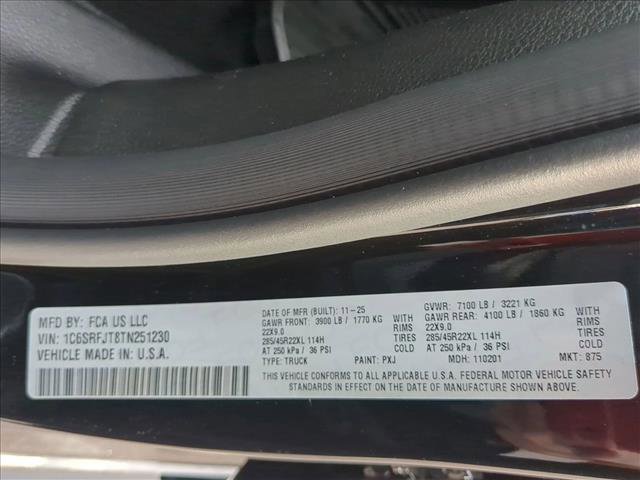 MFD BY: FCA US LLC
VIN: 1C6SRFJT8TN251230
VEHICLE MADE IN U.S.A.
DATE OF MFR (BUILT): 11-25 GVWR: 7100 LB / 3221 KG
GAWR FRONT: 3900 LB / 1770 KG WITH GAWR REAR: 4100 LB / 1860 KG WITH
22X9.0 RIMS 22X9.0 RIMS
285/45R22XL 114H TIRES 285/45R22XL 114H TIRES
AT 250 kPa / 36 PSI COLD AT 250 kPa / 36 PSI COLD
TYPE: TRUCK PAINT: PXJ MDH: 110201 MKT: 875
THIS VEHICLE CONFORMS TO ALL APPLICABLE U.S.A. FEDERAL MOTOR VEHICLE SAFETY
STANDARDS IN EFFECT ON THE DATE OF MANUFACTURE SHOWN ABOVE.